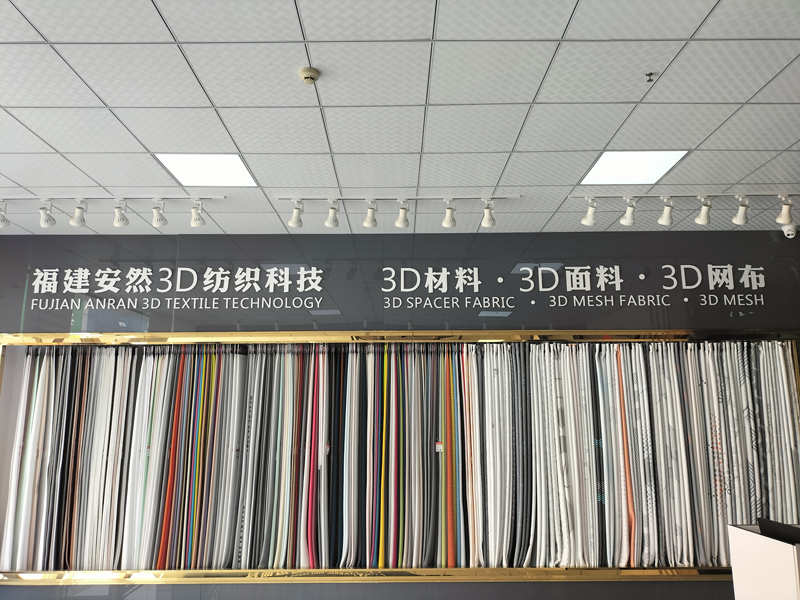 福建安然3D纺织科技
FUJIAN ANRAN 3D TEXTILE TECHNOLOGY
3D材料·3D面料·3D网布
3D SPACER FABRIC • 3D MESH FABRIC • 3D MESH